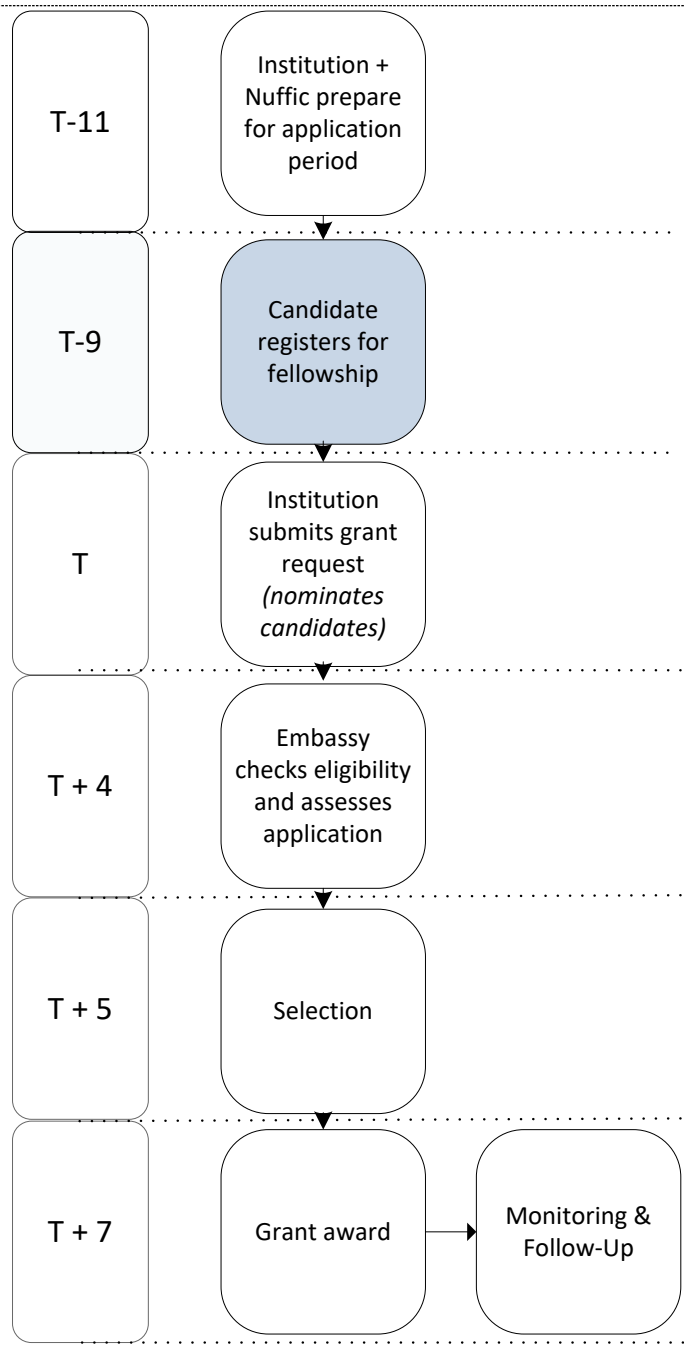 T-11
Institution +
Nuffic prepare
for application
period
T-9
Candidate
registers for
fellowship
T
Institution
submits grant
request
(nominates
candidates)
T + 4
Embassy
checks eligibility
and assesses
application
T + 5
Selection
T + 7
Grant award
Monitoring &
Follow-Up